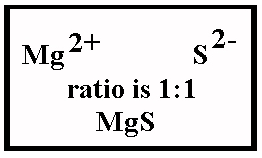 Mg2+ S2-
ratio is 1:1
MgS